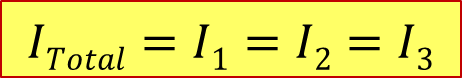 I_Total = I_1 = I_2 = I_3